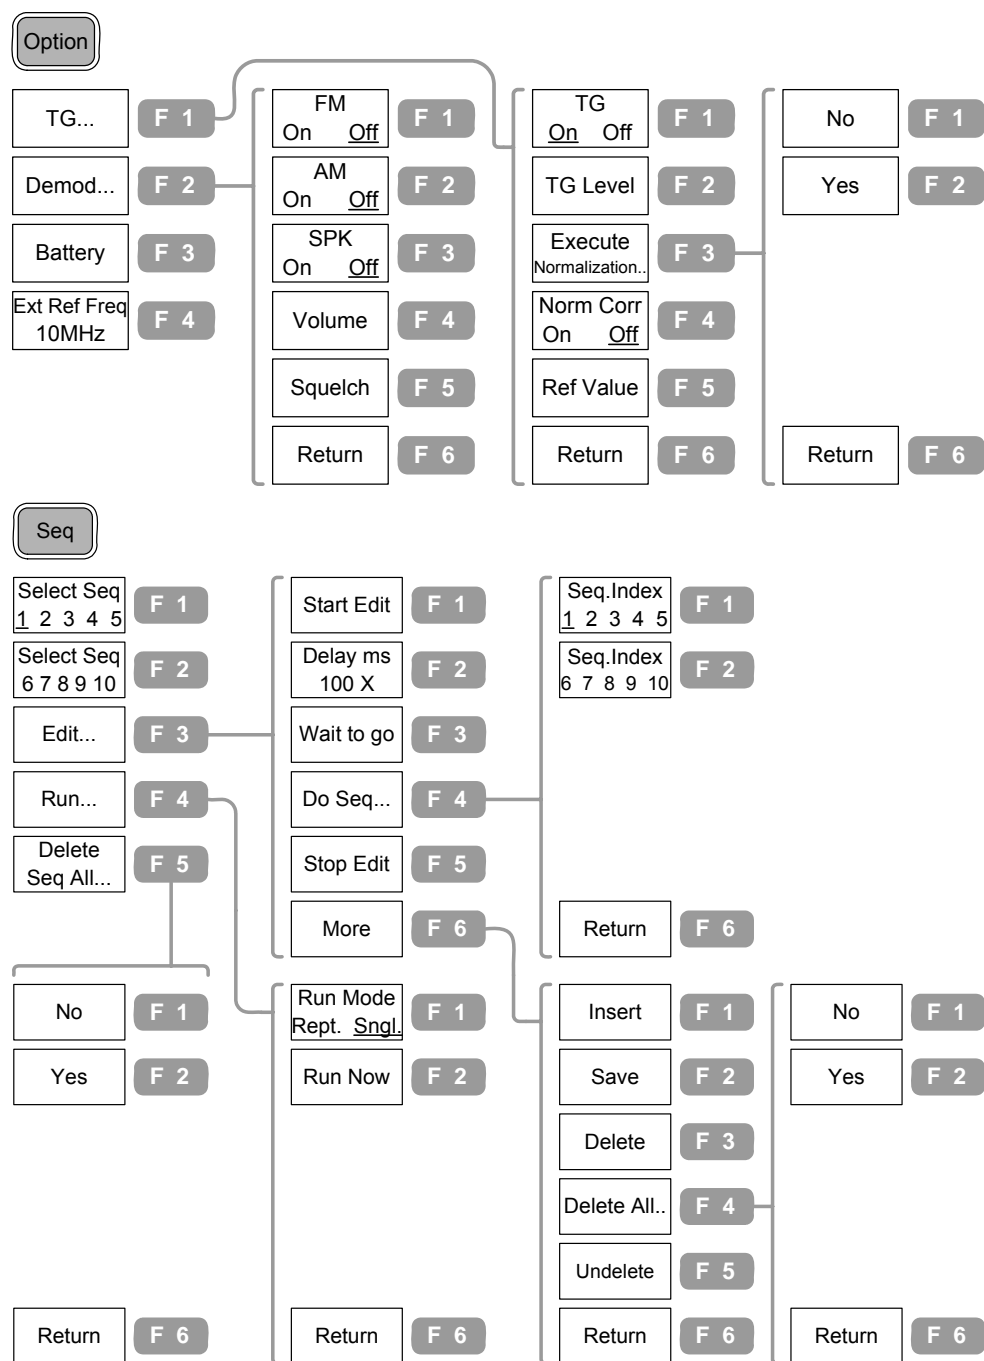 Option
TG... F 1
Demod... F 2
Battery F 3
Ext Ref Freq
10MHz F 4
FM
On Off F 1
AM
On Off F 2
SPK
On Off F 3
Volume F 4
Squelch F 5
Return F 6
TG
On Off F 1
TG Level F 2
Execute
Normalization.. F 3
Norm Corr
On Off F 4
Ref Value F 5
Return F 6
No F 1
Yes F 2
Return F 6
Seq
Select Seq
1 2 3 4 5 F 1
Select Seq
6 7 8 9 10 F 2
Edit... F 3
Run... F 4
Delete
Seq All... F 5
No F 1
Yes F 2
Return F 6
Start Edit F 1
Delay ms
100 X F 2
Wait to go F 3
Do Seq... F 4
Stop Edit F 5
More F 6
Run Mode
Rept. Sngl. F 1
Run Now F 2
Return F 6
Seq.Index
1 2 3 4 5 F 1
Seq.Index
6 7 8 9 10 F 2
Return F 6
Insert F 1
Save F 2
Delete F 3
Delete All.. F 4
Undelete F 5
Return F 6
No F 1
Yes F 2
Return F 6